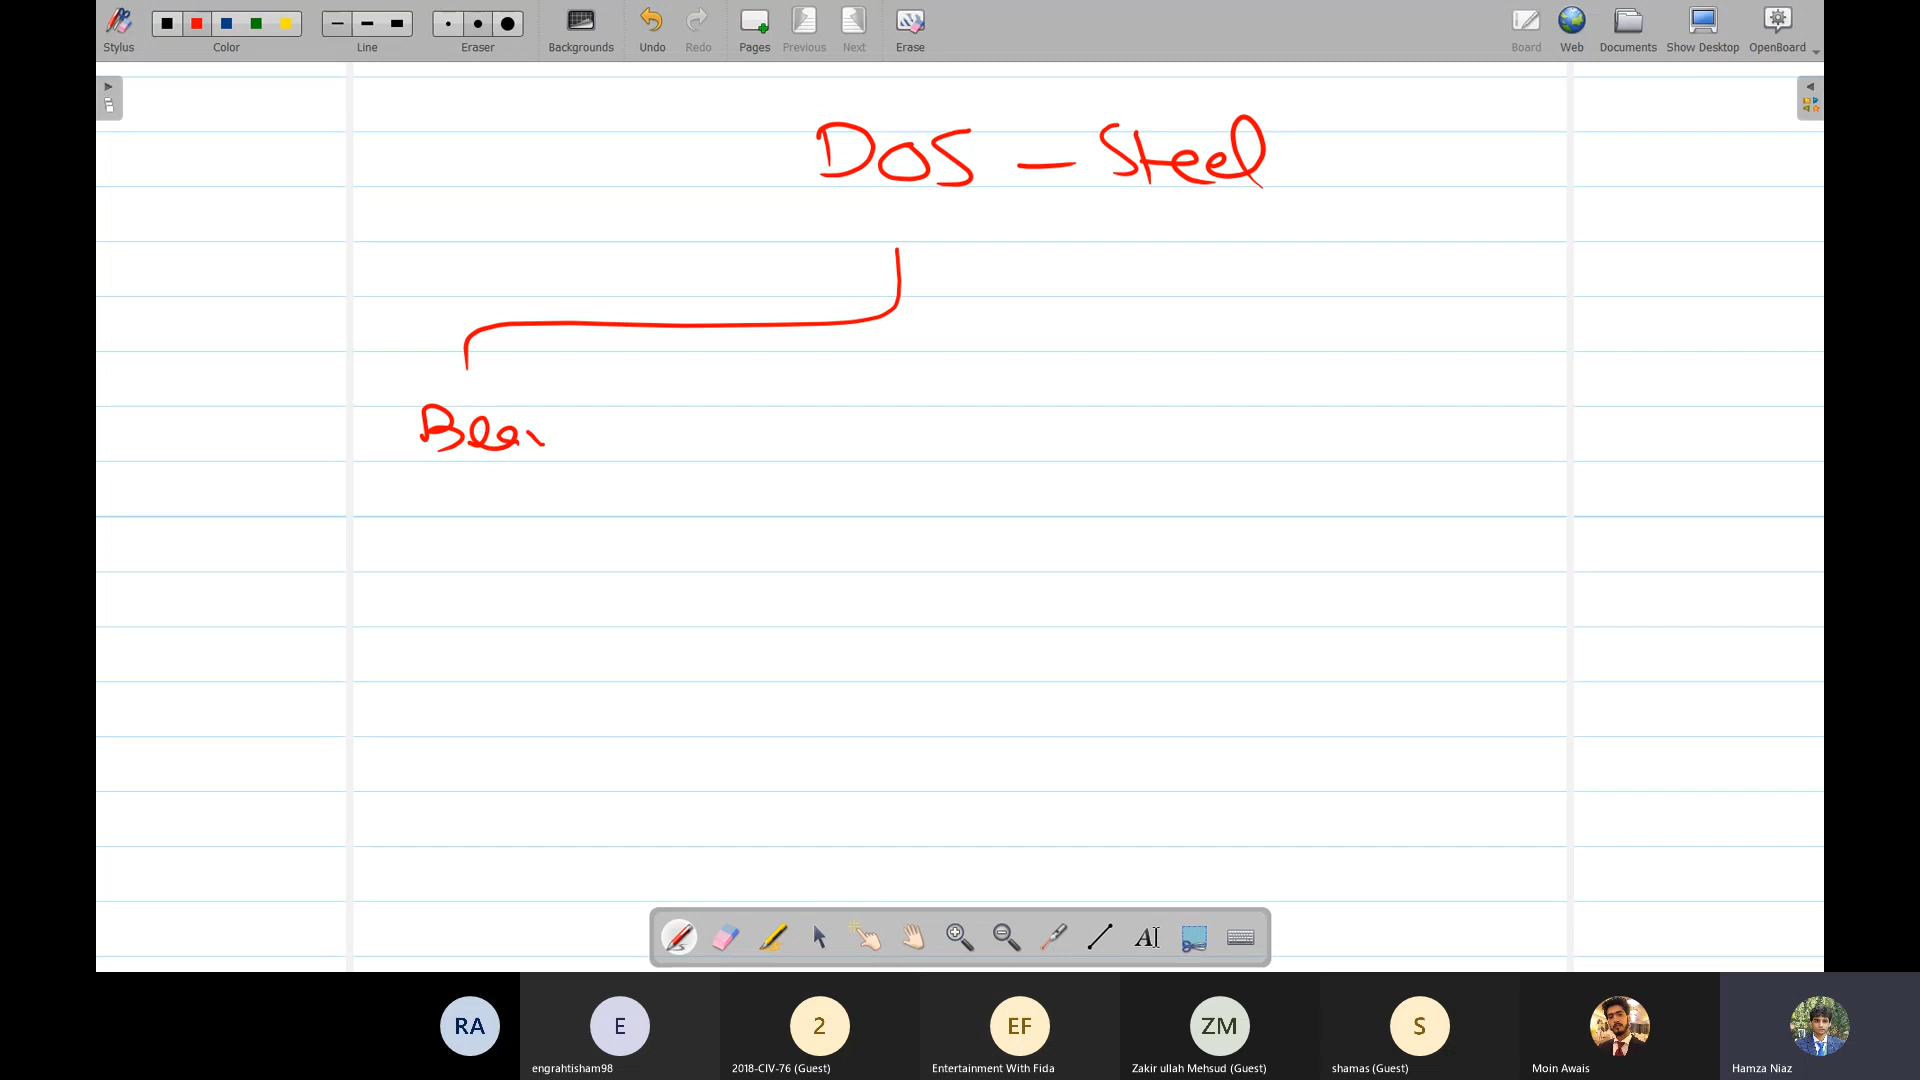 Stylus
Color
Line
Eraser
Backgrounds
Undo
Redo
Pages
Previous
Next
Erase
Board
Web
Documents
Show Desktop
OpenBoard
DOS - Steel
Bea
AI
RA
E
2
EF
ZM
S
engrahtisham98
2018-CIV-76 (Guest)
Entertainment With Fida
Zakir ullah Mehsud (Guest)
shamas (Guest)
Moin Awais
Hamza Niaz